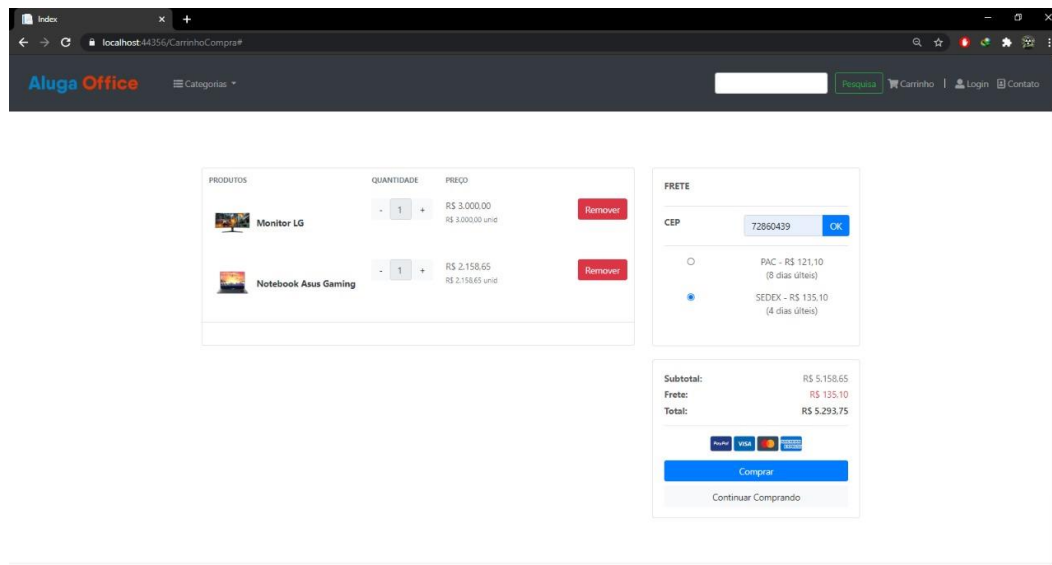 Index
localhost:44356/CarrinhoCompra#
Aluga Office
Categorias
Pesquisa
Carrinho | Login Contato
PRODUTOS QUANTIDADE PREÇO
Monitor LG - 1 + R$ 3.000,00 Remover
R$ 3.000,00 unid
Notebook Asus Gaming - 1 + R$ 2.158,65 Remover
R$ 2.158,65 unid
FRETE
CEP 72860439 OK
PAC - R$ 121,10
(8 dias últeis)
SEDEX - R$ 135,10
(4 dias últeis)
Subtotal: R$ 5.158,65
Frete: R$ 135,10
Total: R$ 5.293,75
PayPal VISA
Comprar
Continuar Comprando